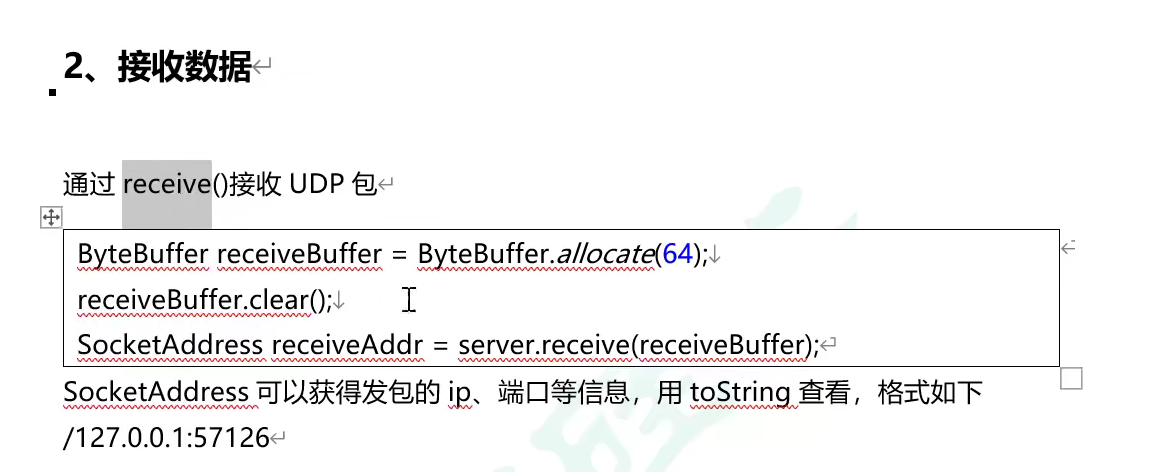 2、接收数据
通过 receive()接收 UDP 包
ByteBuffer receiveBuffer = ByteBuffer.allocate(64);
receiveBuffer.clear();
SocketAddress receiveAddr = server.receive(receiveBuffer);
SocketAddress 可以获得发包的 ip、端口等信息，用 toString 查看，格式如下
/127.0.0.1:57126